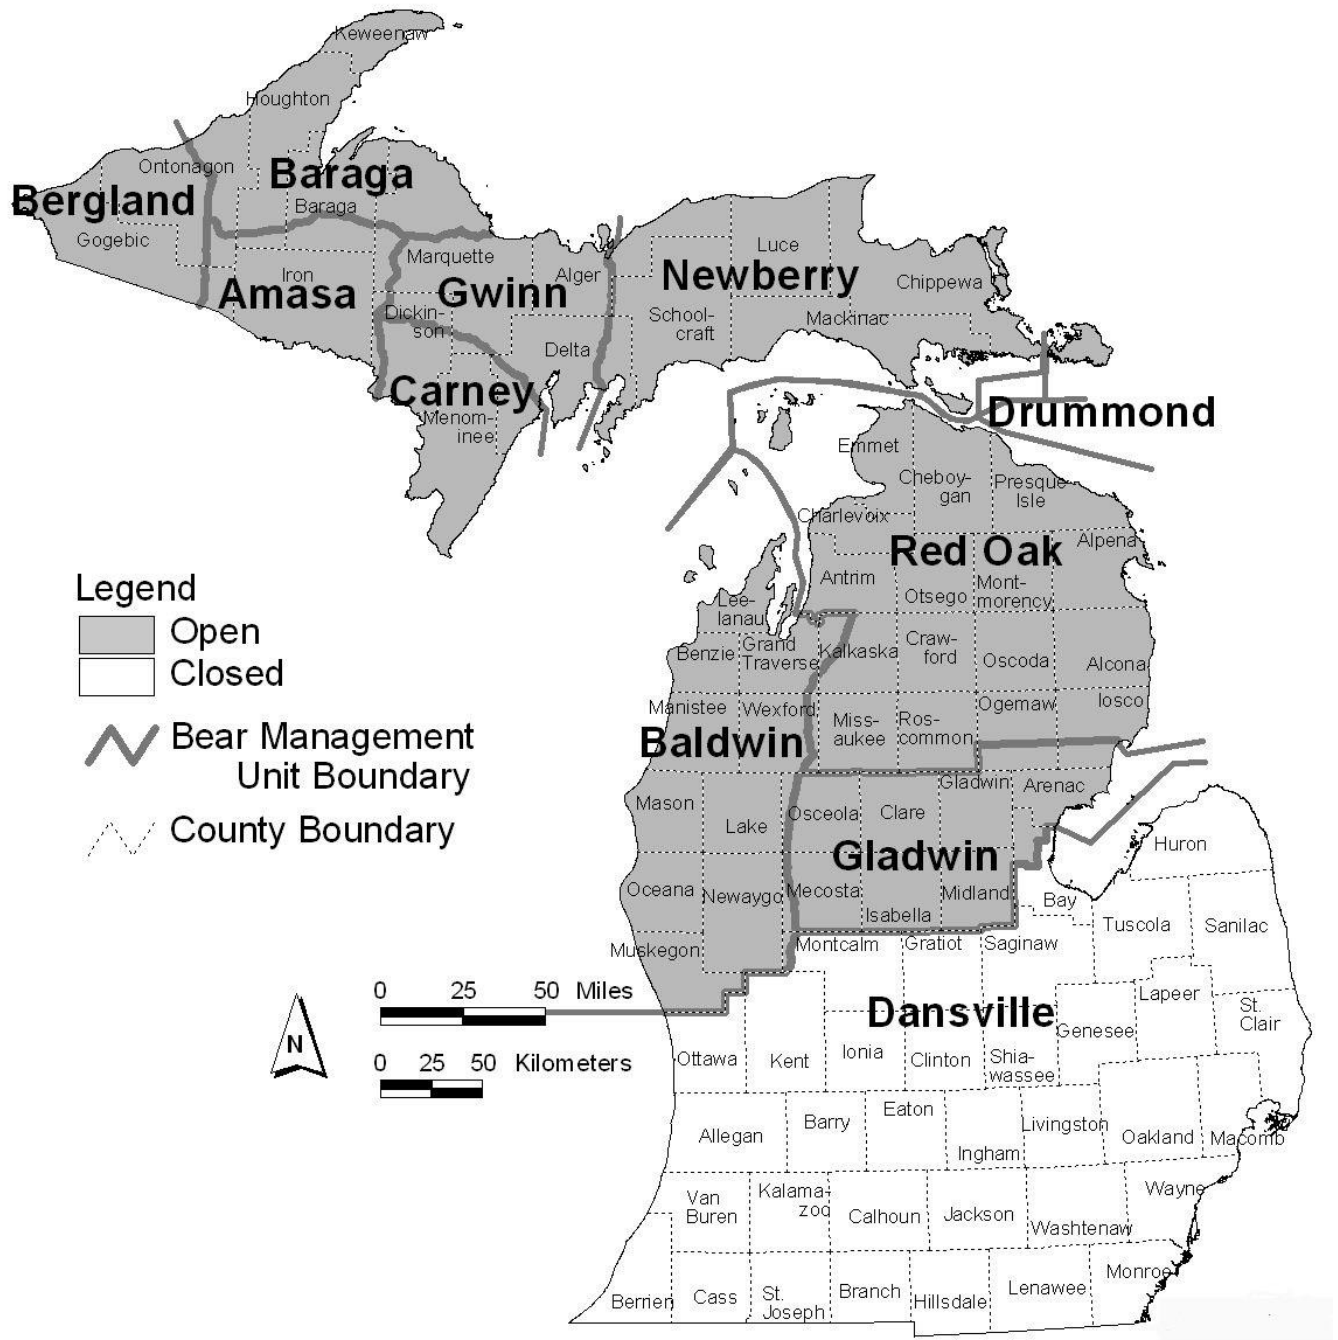 Keweenaw
Houghton
Ontonagon
Baraga
Bergland
Baraga
Gogebic
Marquette
Luce
Iron
Alger
Newberry
Chippewa
Amasa
Gwinn
Dickin-
son
School-
craft
Mackinac
Delta
Carney
Menom-
inee
Drummond
Emmet
Cheboy-
gan
Presque
Isle
Charlevoix
Red Oak
Alpena
Antrim
Otsego
Mont-
morency
Legend
Open
Closed
Bear Management
Unit Boundary
County Boundary
Lee-
lanau
Benzie
Grand
Traverse
Kalkaska
Craw-
ford
Oscoda
Alcona
Manistee
Wexford
Miss-
aukee
Ros-
common
Ogemaw
Iosco
Baldwin
Gladwin
Arenac
Mason
Lake
Osceola
Clare
Gladwin
Huron
Oceana
Newaygo
Mecosta
Isabella
Midland
Bay
Tuscola
Sanilac
Muskegon
Montcalm
Gratiot
Saginaw
0 25 50 Miles
Dansville
Lapeer
St.
Clair
Genesee
N
0 25 50 Kilometers
Ottawa
Kent
Ionia
Clinton
Shia-
wassee
Allegan
Barry
Eaton
Ingham
Livingston
Oakland
Macomb
Van
Buren
Kalama-
zoo
Calhoun
Jackson
Washtenaw
Wayne
Berrien
Cass
St.
Joseph
Branch
Hillsdale
Lenawee
Monroe